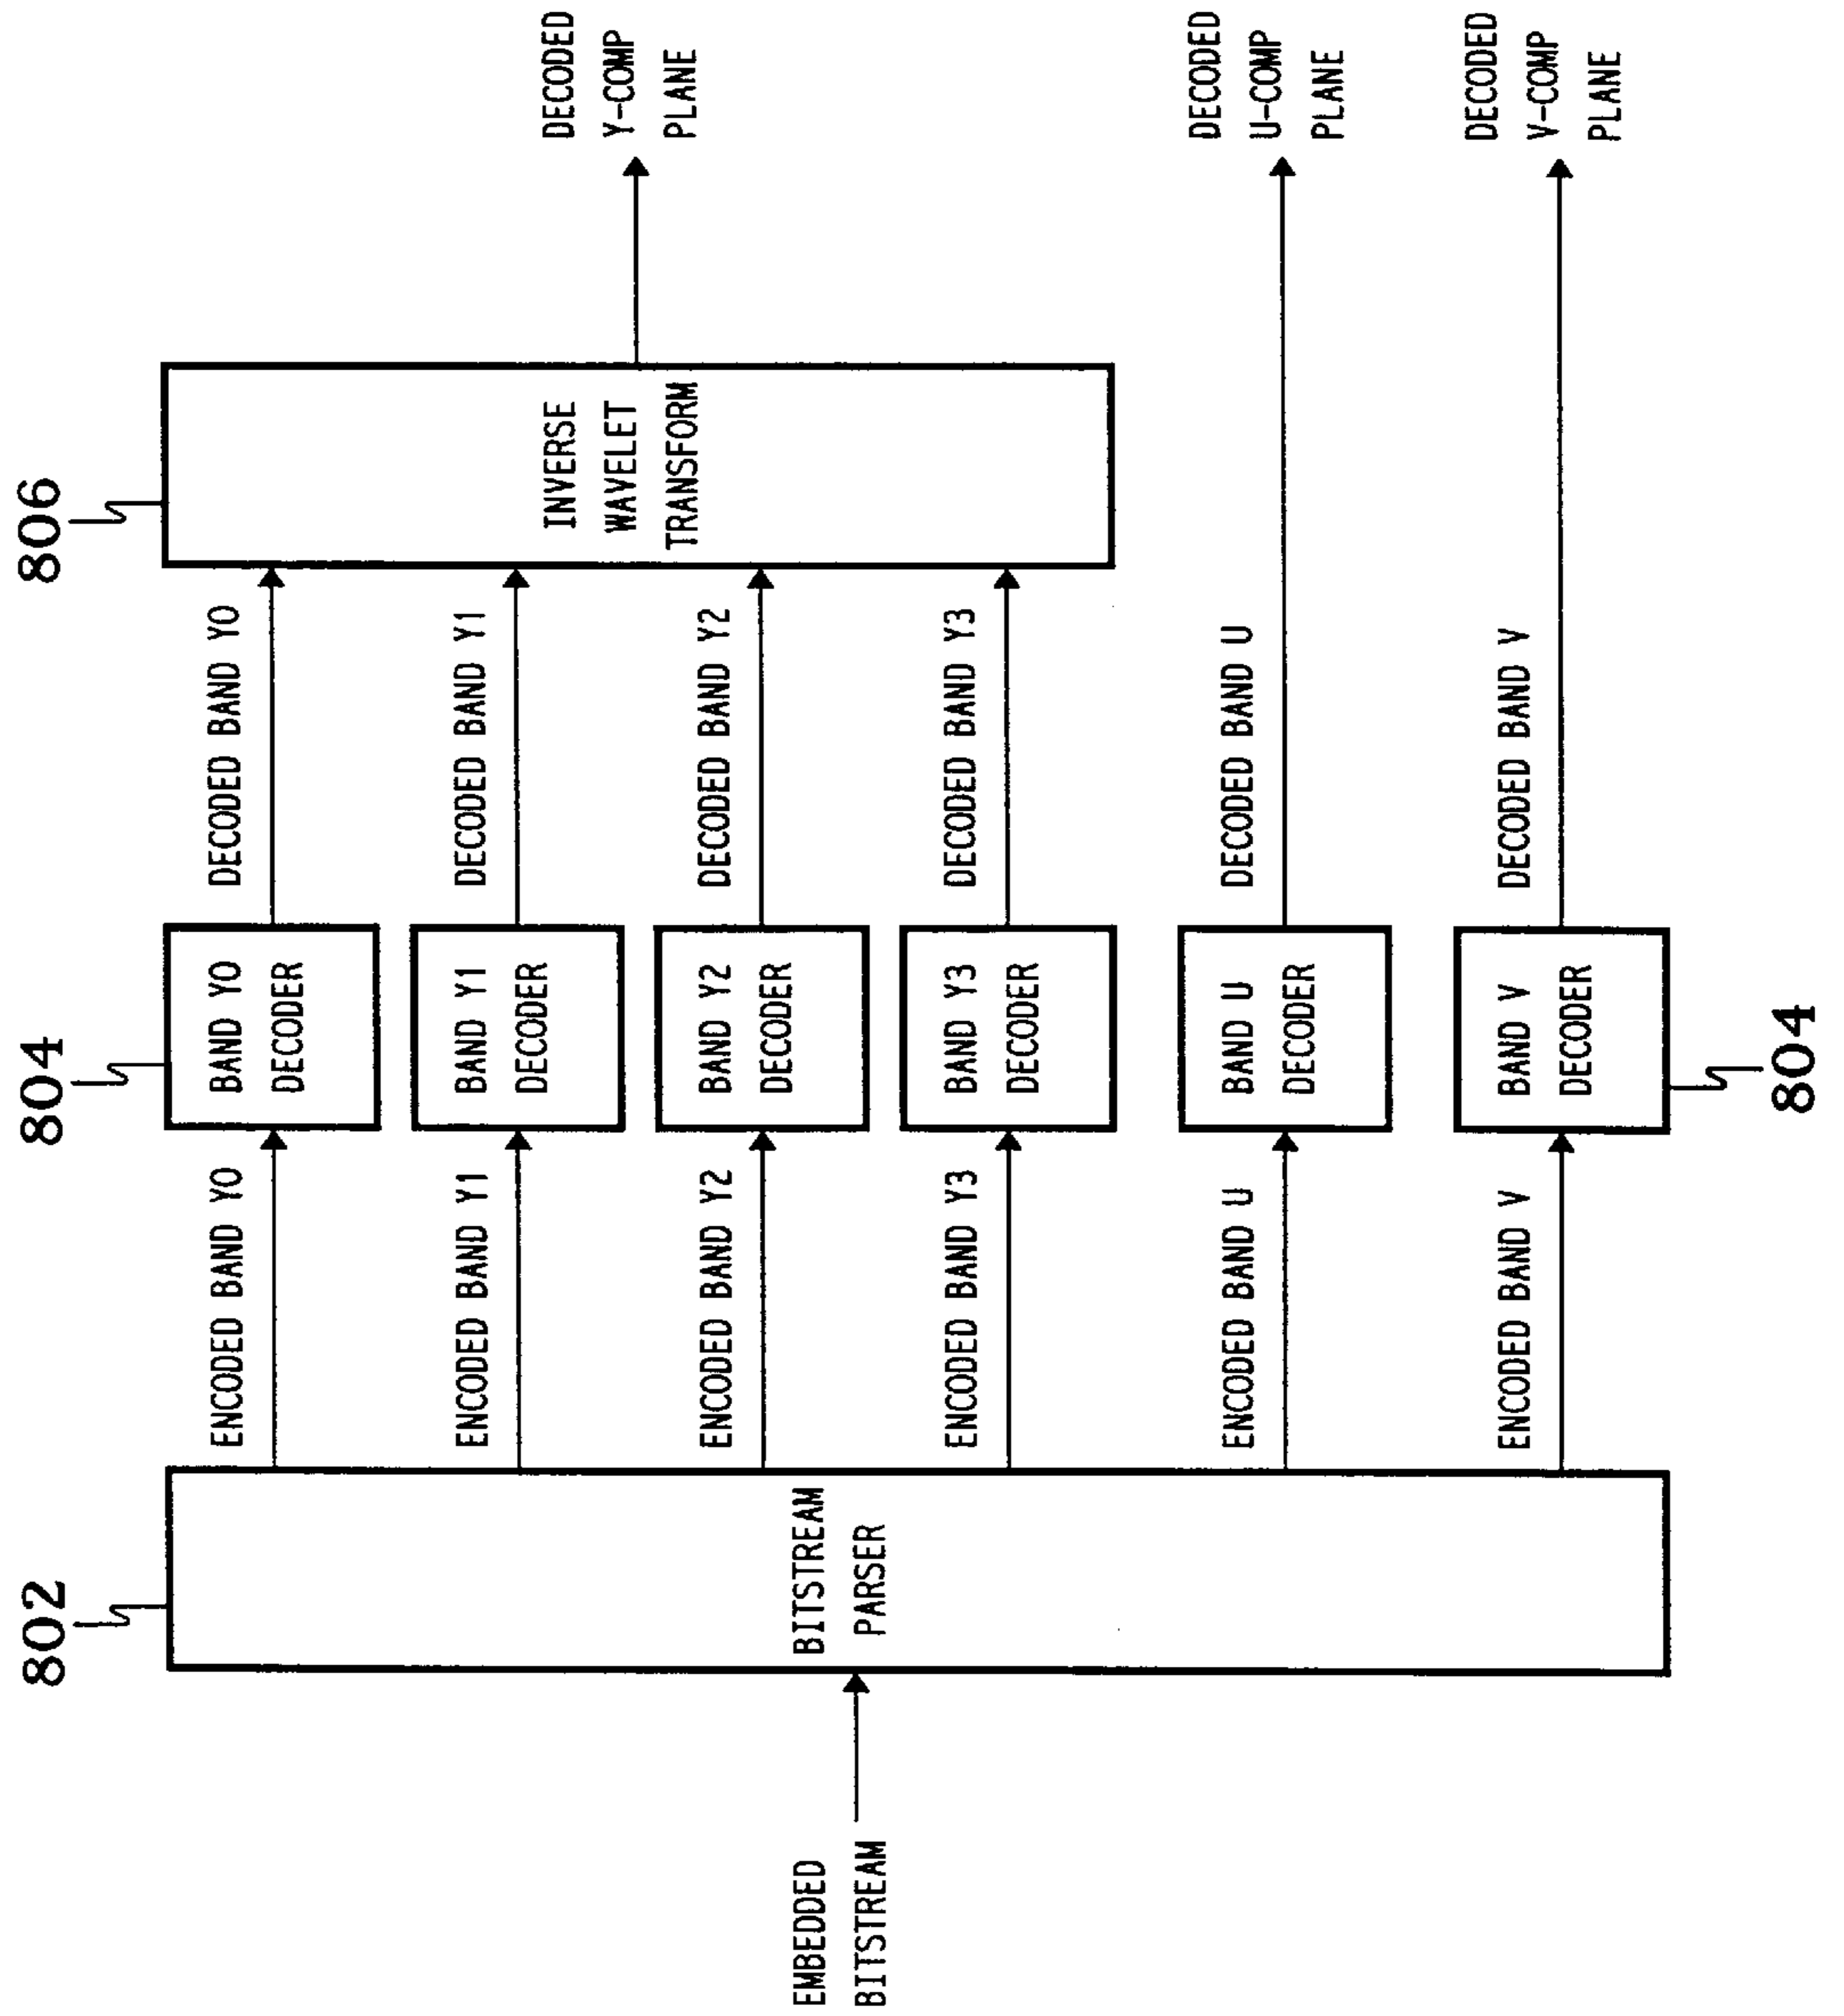 802
804
806
EMBEDDED
BITSTREAM
BITSTREAM
PARSER
ENCODED BAND Y0
BAND Y0
DECODER
DECODED BAND Y0
ENCODED BAND Y1
BAND Y1
DECODER
DECODED BAND Y1
ENCODED BAND Y2
BAND Y2
DECODER
DECODED BAND Y2
ENCODED BAND Y3
BAND Y3
DECODER
DECODED BAND Y3
INVERSE
WAVELET
TRANSFORM
DECODED
Y-COMP
PLANE
ENCODED BAND U
BAND U
DECODER
DECODED BAND U
DECODED
U-COMP
PLANE
ENCODED BAND V
BAND V
DECODER
DECODED BAND V
DECODED
V-COMP
PLANE
804